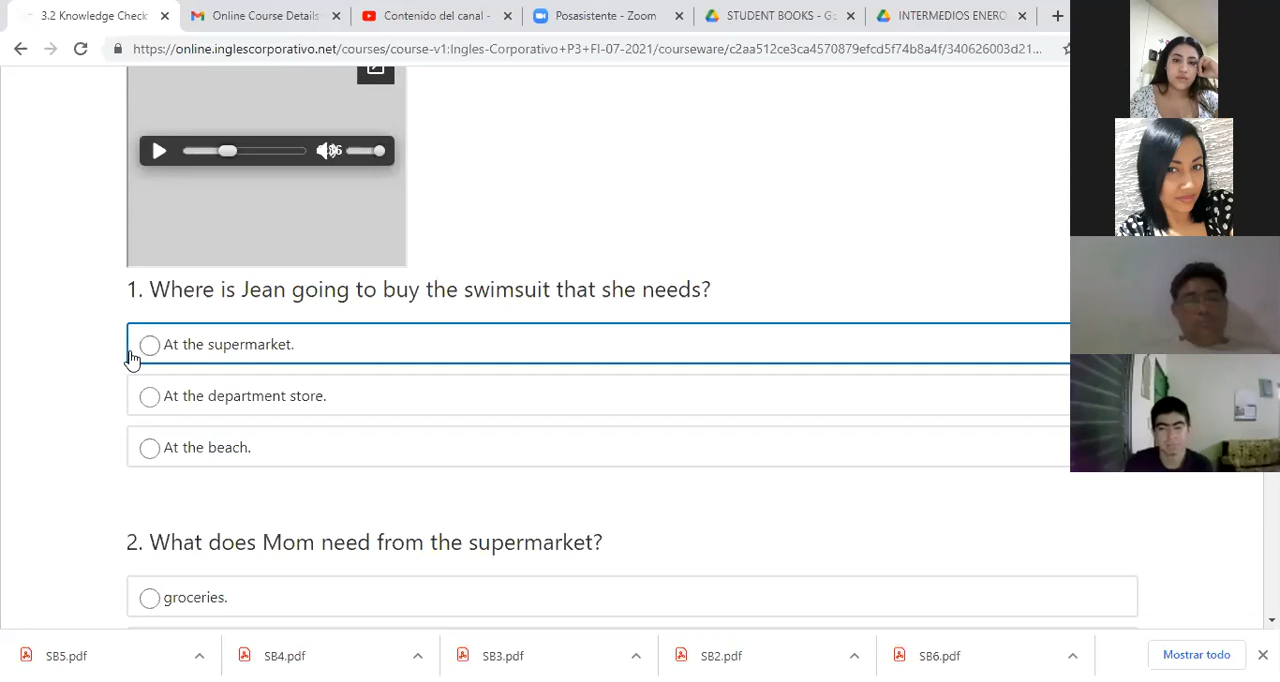 3.2 Knowledge Check
Online Course Details
Contenido del canal -
Posasistente - Zoom
STUDENT BOOKS - Go
INTERMEDIOS ENERO
https://online.inglescorporativo.net/courses/course-v1:Ingles-Corporativo+P3+FI-07-2021/courseware/c2aa512ce3ca4570879efcd5f74b8a4f/340626003d21...
1. Where is Jean going to buy the swimsuit that she needs?
At the supermarket.
At the department store.
At the beach.
2. What does Mom need from the supermarket?
groceries.
SB5.pdf
SB4.pdf
SB3.pdf
SB2.pdf
SB6.pdf
Mostrar todo